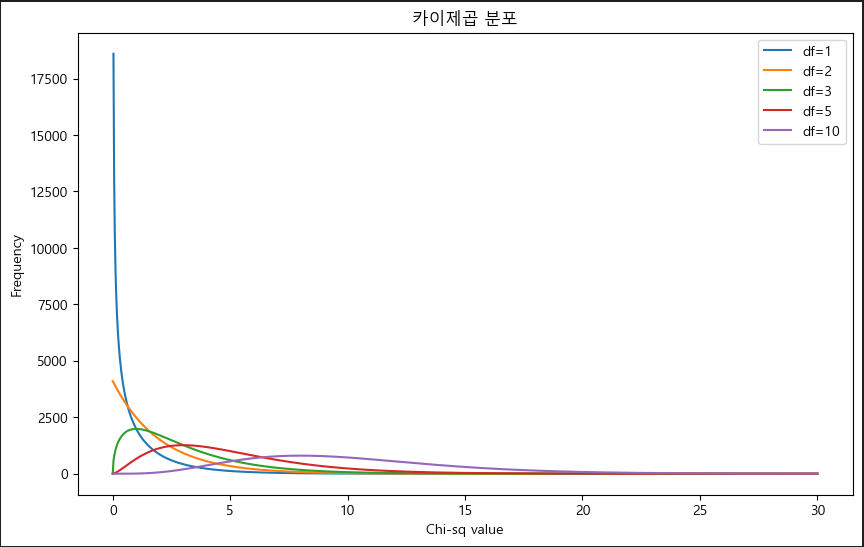 카이제곱 분포
df=1
df=2
df=3
df=5
df=10
17500
15000
12500
10000
7500
5000
2500
0
Frequency
0 5 10 15 20 25 30
Chi-sq value